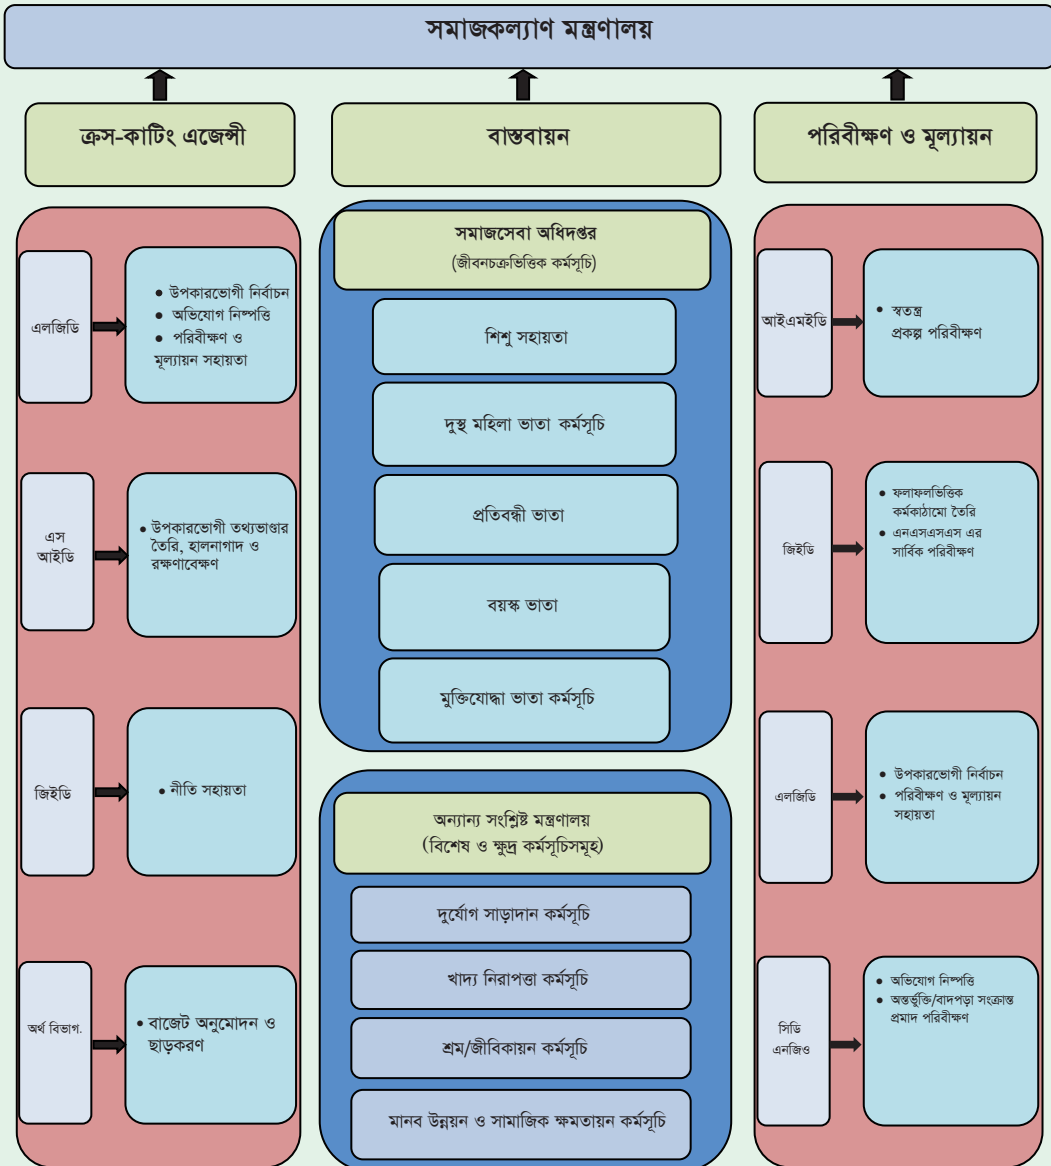 সমাজকল্যাণ মন্ত্রণালয়
ক্রস-কাটিং এজেন্সী
এলজিডি
● উপকারভোগী নির্বাচন
● অভিযোগ নিষ্পত্তি
● পরিবীক্ষণ ও
মূল্যায়ন সহায়তা
এস
আইডি
● উপকারভোগী তথ্যভাণ্ডার
তৈরি, হালনাগাদ ও
রক্ষণাবেক্ষণ
জিইডি
● নীতি সহায়তা
অর্থ বিভাগ.
● বাজেট অনুমোদন ও
ছাড়করণ
বাস্তবায়ন
সমাজসেবা অধিদপ্তর
(জীবনচক্রভিত্তিক কর্মসূচি)
শিশু সহায়তা
দুস্থ মহিলা ভাতা কর্মসূচি
প্রতিবন্ধী ভাতা
বয়স্ক ভাতা
মুক্তিযোদ্ধা ভাতা কর্মসূচি
অন্যান্য সংশ্লিষ্ট মন্ত্রণালয়
(বিশেষ ও ক্ষুদ্র কর্মসূচিসমূহ)
দুর্যোগ সাড়াদান কর্মসূচি
খাদ্য নিরাপত্তা কর্মসূচি
শ্রম/জীবিকায়ন কর্মসূচি
মানব উন্নয়ন ও সামাজিক ক্ষমতায়ন কর্মসূচি
পরিবীক্ষণ ও মূল্যায়ন
আইএমইডি
● স্বতন্ত্র
প্রকল্প পরিবীক্ষণ
জিইডি
● ফলাফলভিত্তিক
কর্মকাঠামো তৈরি
● এনএসএসএস এর
সার্বিক পরিবীক্ষণ
এলজিডি
● উপকারভোগী নির্বাচন
● পরিবীক্ষণ ও মূল্যায়ন
সহায়তা
সিডি
এনজিও
● অভিযোগ নিষ্পত্তি
● অন্তর্ভুক্তি/বাদপড়া সংক্রান্ত
প্রমাদ পরিবীক্ষণ